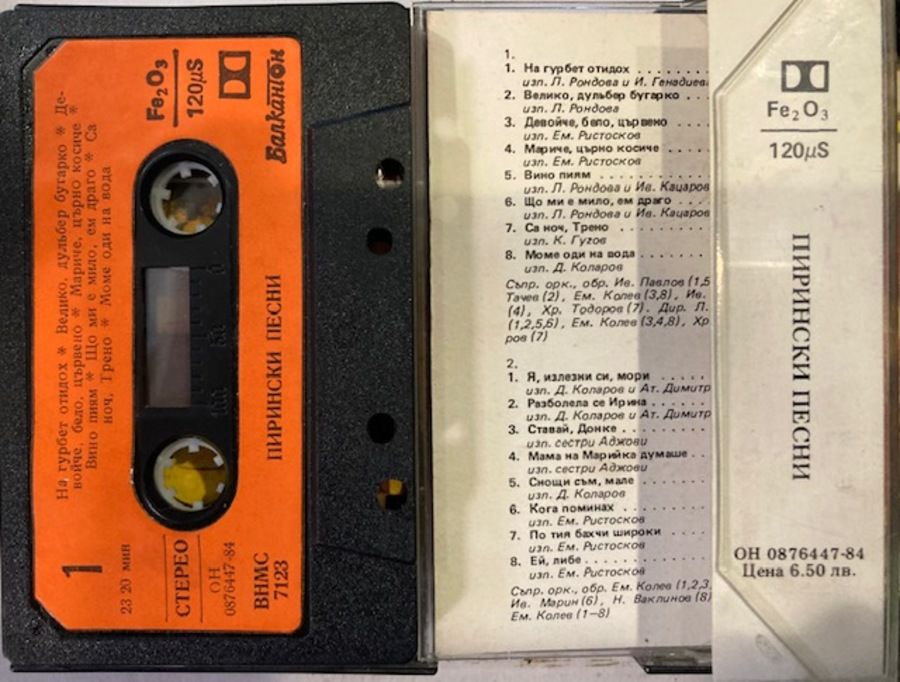 На гурбет отидох * Велико, дульбер бугарко * Де-
войче, бело, цървено * Мариче, църно косиче *
Вино пиям * Що ми е мило, ем драго * Са
ноч, Трено * Моме оди на вода
Fe2O3
120µS
Балкантон
ПИРИНСКИ ПЕСНИ
1
23 20 мин
СТЕРЕО
ОН
0876447-84
ВНМС
7123
1.
1. На гурбет отидох . . . . . . .
изп. Л. Рондова и И. Генадиева
2. Велико, дульбер бугарко . . .
изп. Л. Рондова
3. Девойче, бело, цървено . . . .
изп. Ем. Ристосков
4. Мариче, църно косиче . . . . .
изп. Ем. Ристосков
5. Вино пиям . . . . . . . . . . .
изп. Л. Рондова и Ив. Кацаров
6. Що ми е мило, ем драго . . . .
изп. Л. Рондова и Ив. Кацаров
7. Са ноч, Трено . . . . . . . . .
изп. К. Гугов
8. Моме оди на вода . . . . . . .
изп. Д. Коларов
Съпр. орк., обр. Ив. Павлов (1,5
Тачев (2), Ем. Колев (3,8), Ив.
(4), Хр. Тодоров (7). Дир. Л.
(1,2,5,6), Ем. Колев (3,4,8), Хр
ров (7)
2.
1. Я, излезни си, мори . . . . .
изп. Д. Коларов и Ат. Димитр
2. Разболела се Ирина . . . . . .
изп. Д. Коларов и Ат. Димитр
3. Ставай, Донке . . . . . . . .
изп. сестри Аджови
4. Мама на Марийка думаше . .
изп. сестри Аджови
5. Снощи съм, мале . . . . . . .
изп. Д. Коларов
6. Кога поминах . . . . . . . . .
изп. Ем. Ристосков
7. По тия бахчи широки . . . . .
изп. Ем. Ристосков
8. Ей, либе . . . . . . . . . . .
изп. Ем. Ристосков
Съпр. орк., обр. Ем. Колев (1,2,3,
Ив. Марин (6), Н. Ваклинов (8)
Ем. Колев (1—8)
Fe2O3
120µS
ПИРИНСКИ ПЕСНИ
ОН 0876447-84
Цена 6.50 лв.